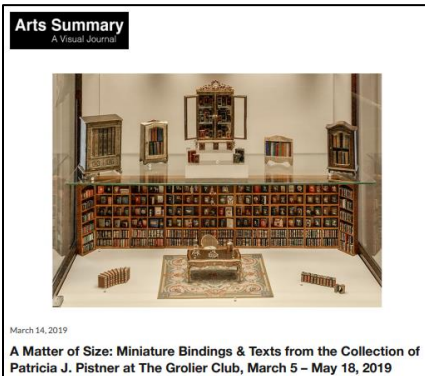 Arts Summary
A Visual Journal
March 14, 2019
A Matter of Size: Miniature Bindings & Texts from the Collection of
Patricia J. Pistner at The Grolier Club, March 5 – May 18, 2019